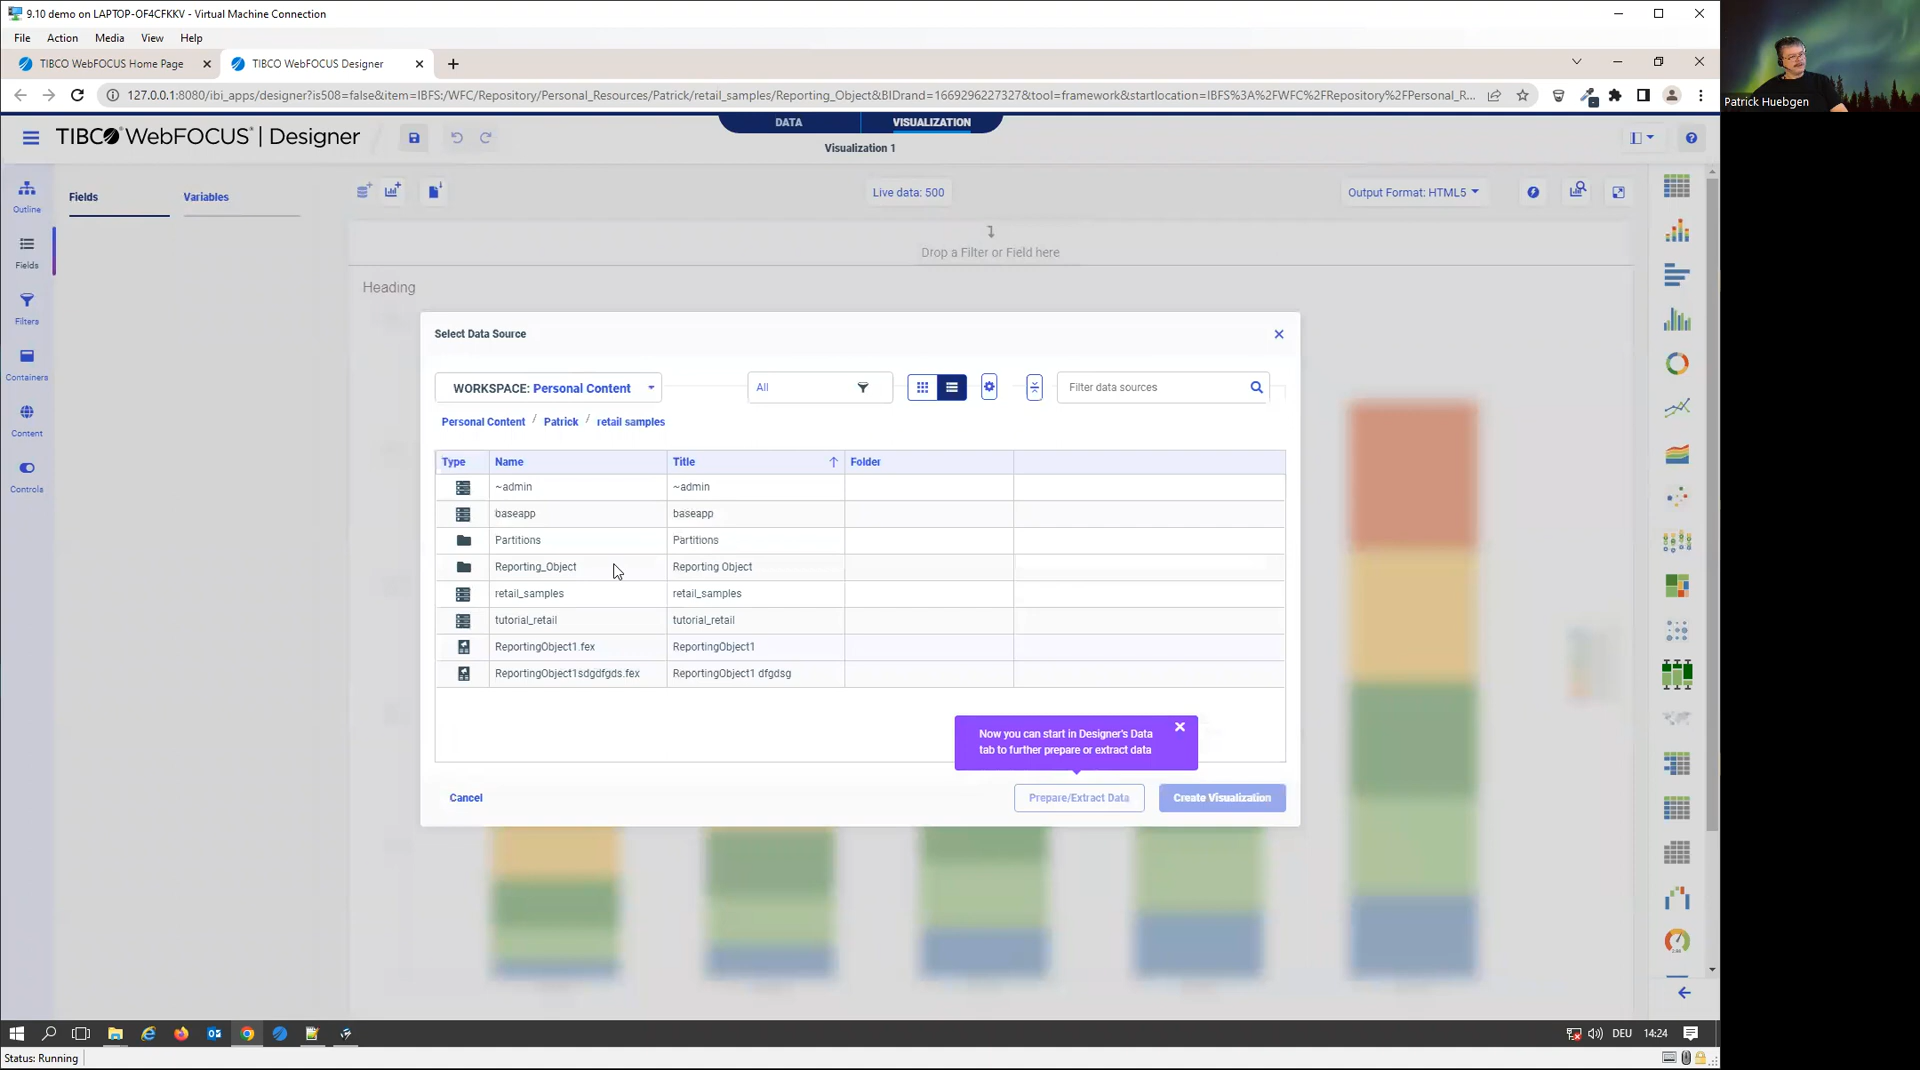 9.10 demo on LAPTOP-OF4CFKKV - Virtual Machine Connection
File Action Media View Help
TIBCO WebFOCUS Home Page
TIBCO WebFOCUS Designer
127.0.0.1:8080/ibi_apps/designer?is508=false&item=IBFS:/WFC/Repository/Personal_Resources/Patrick/retail_samples/Reporting_Object&BIDrand=1669296227327&tool=framework&startlocation=IBFS%3A%2FWFC%2FRepository%2FPersonal_R...
Patrick Huebgen
TIBCO WebFOCUS | Designer
DATA
VISUALIZATION
Visualization 1
Outline
Fields
Filters
Containers
Content
Controls
Fields
Variables
Live data: 500
Output Format: HTML5
Drop a Filter or Field here
Heading
Select Data Source
WORKSPACE: Personal Content
All
Filter data sources
Personal Content / Patrick / retail samples
Type Name Title Folder
~admin ~admin
baseapp baseapp
Partitions Partitions
Reporting_Object Reporting Object
retail_samples retail_samples
tutorial_retail tutorial_retail
ReportingObject1.fex ReportingObject1
ReportingObject1sdgdfgds.fex ReportingObject1 dfgdsg
Now you can start in Designer's Data
tab to further prepare or extract data
Cancel
Prepare/Extract Data
Create Visualization
DEU 14:24
Status: Running